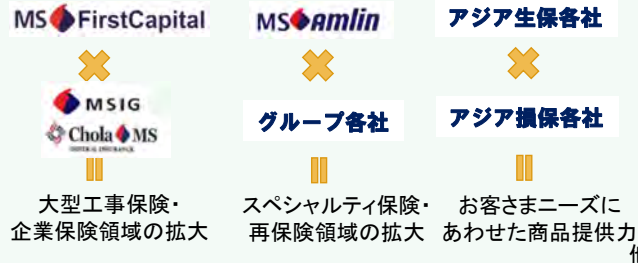 MS FirstCapital
MS amlin
アジア生保各社
MSIG
Chola MS
GENERAL INSURANCE
グループ各社
アジア損保各社
大型工事保険・
企業保険領域の拡大
スペシャルティ保険・
再保険領域の拡大
お客さまニーズに
あわせた商品提供力